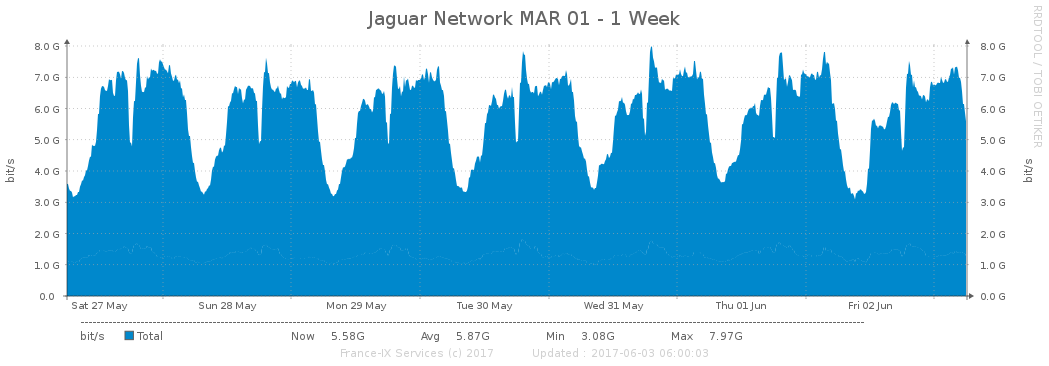 Jaguar Network MAR 01 - 1 Week
RRDTOOL / TOBI OETIKER
bit/s
8.0 G
7.0 G
6.0 G
5.0 G
4.0 G
3.0 G
2.0 G
1.0 G
0.0
8.0 G
7.0 G
6.0 G
5.0 G
4.0 G
3.0 G
2.0 G
1.0 G
0.0 G
bit/s
Sat 27 May Sun 28 May Mon 29 May Tue 30 May Wed 31 May Thu 01 Jun Fri 02 Jun
bit/s Total Now 5.58G Avg 5.87G Min 3.08G Max 7.97G
France-IX Services (c) 2017 Updated : 2017-06-03 06:00:03